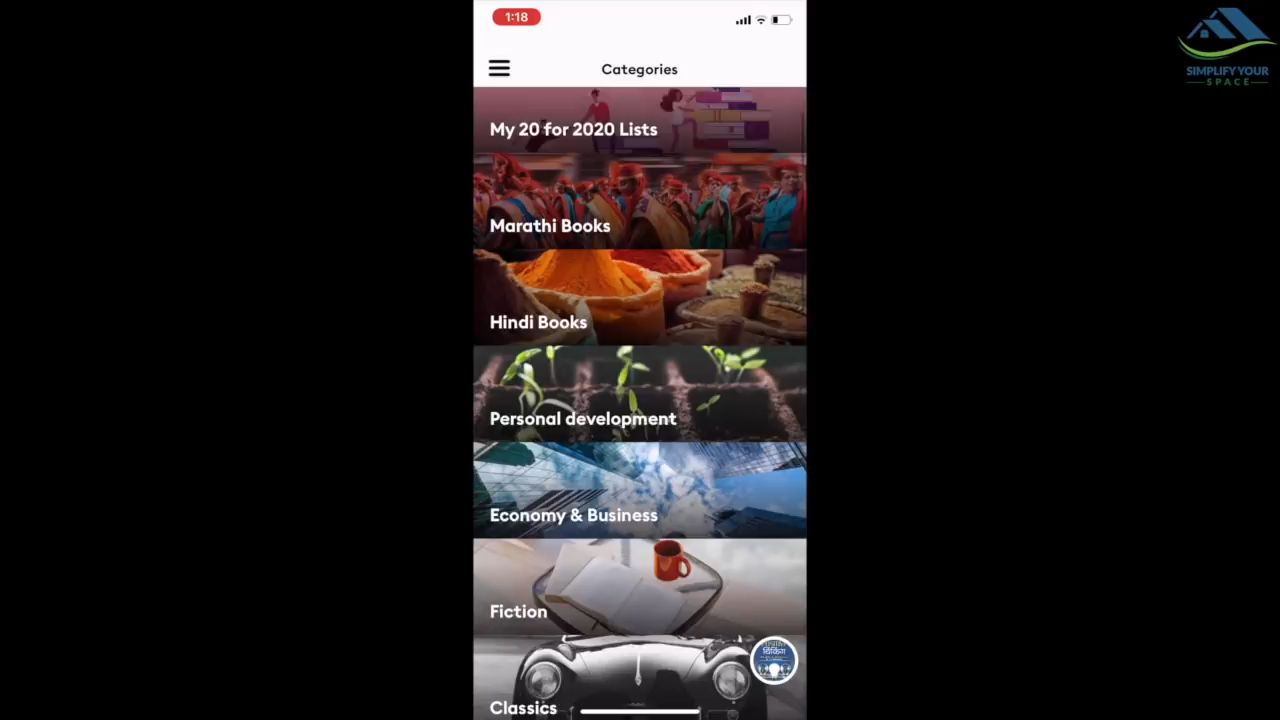 1:18
SIMPLIFY YOUR
SPACE
Categories
My 20 for 2020 Lists
Marathi Books
Hindi Books
Personal development
Economy & Business
Fiction
Classics